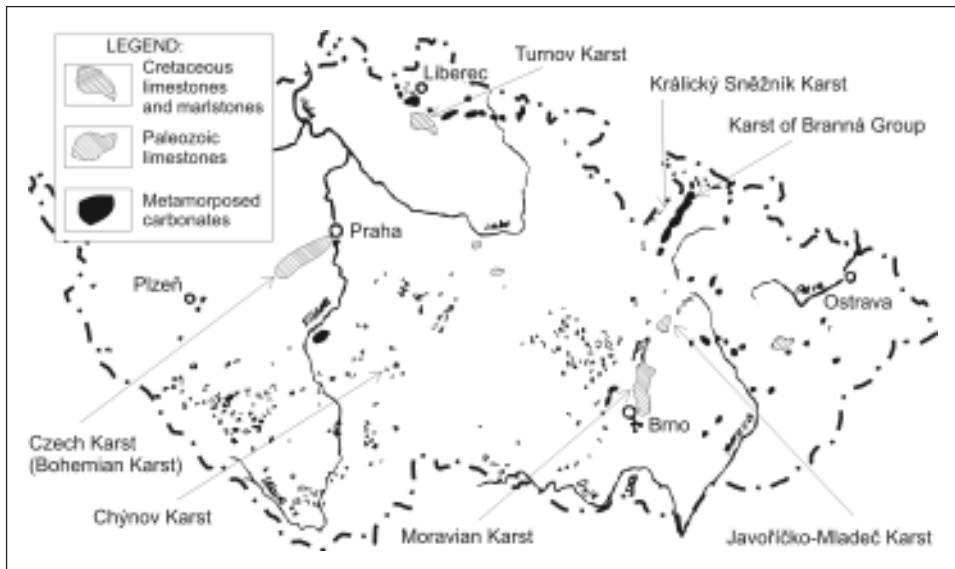 LEGEND:
Cretaceous
limestones
and marlstones
Paleozoic
limestones
Metamorposed
carbonates
Turnov Karst
Liberec
Králický Sněžník Karst
Karst of Branná Group
Praha
Plzeň
Ostrava
Czech Karst
(Bohemian Karst)
Brno
Chýnov Karst
Moravian Karst
Javoříčko-Mladeč Karst